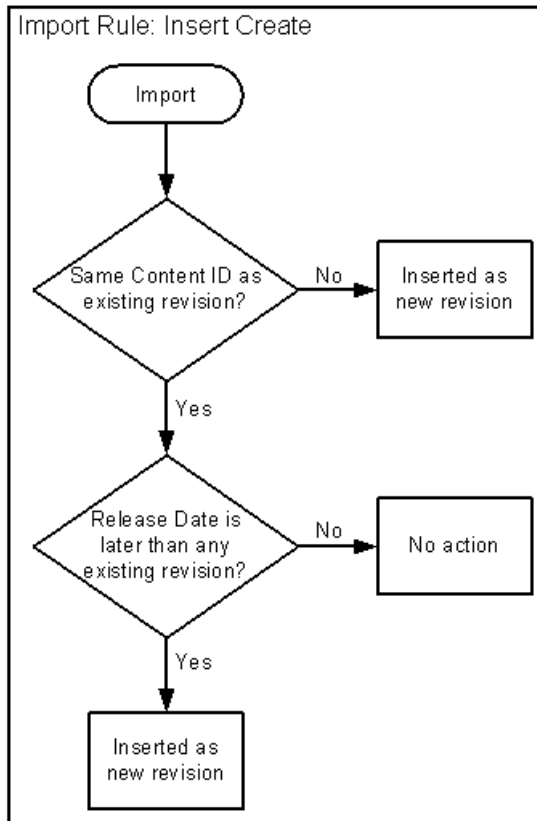 Import Rule: Insert Create
Import
Same Content ID as
existing revision?
No
Inserted as
new revision
Yes
Release Date is
later than any
existing revision?
No
No action
Yes
Inserted as
new revision